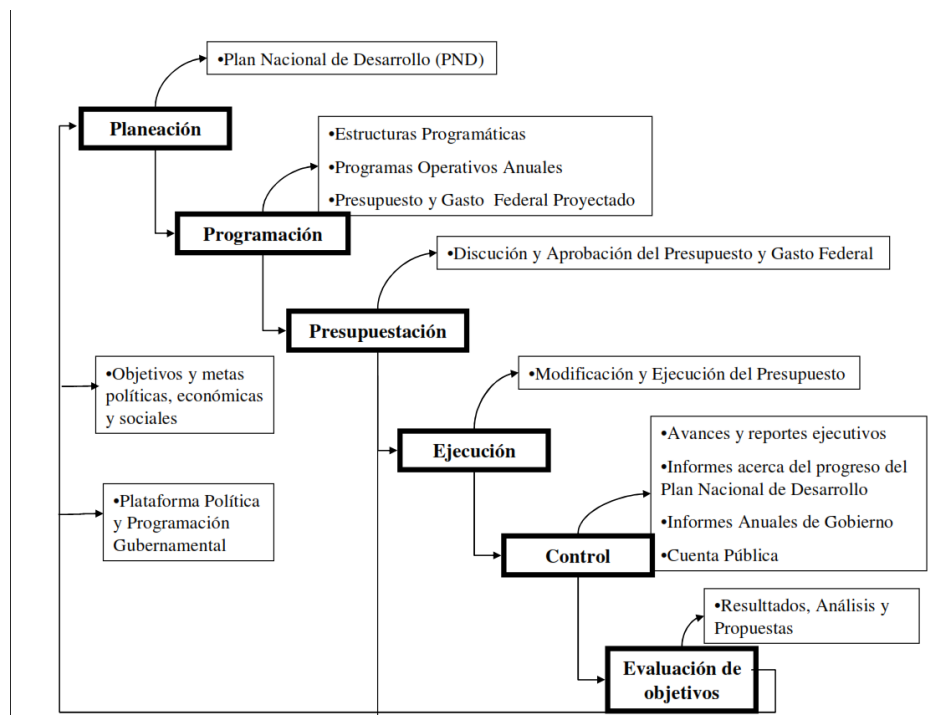 •Plan Nacional de Desarrollo (PND)
Planeación
•Estructuras Programáticas
•Programas Operativos Anuales
•Presupuesto y Gasto Federal Proyectado
Programación
•Discución y Aprobación del Presupuesto y Gasto Federal
Presupuestación
•Objetivos y metas
políticas, económicas
y sociales
•Modificación y Ejecución del Presupuesto
Ejecución
•Avances y reportes ejecutivos
•Informes acerca del progreso del
Plan Nacional de Desarrollo
•Informes Anuales de Gobierno
•Cuenta Pública
•Plataforma Política
y Programación
Gubernamental
Control
•Resulttados, Análisis y
Propuestas
Evaluación de
objetivos